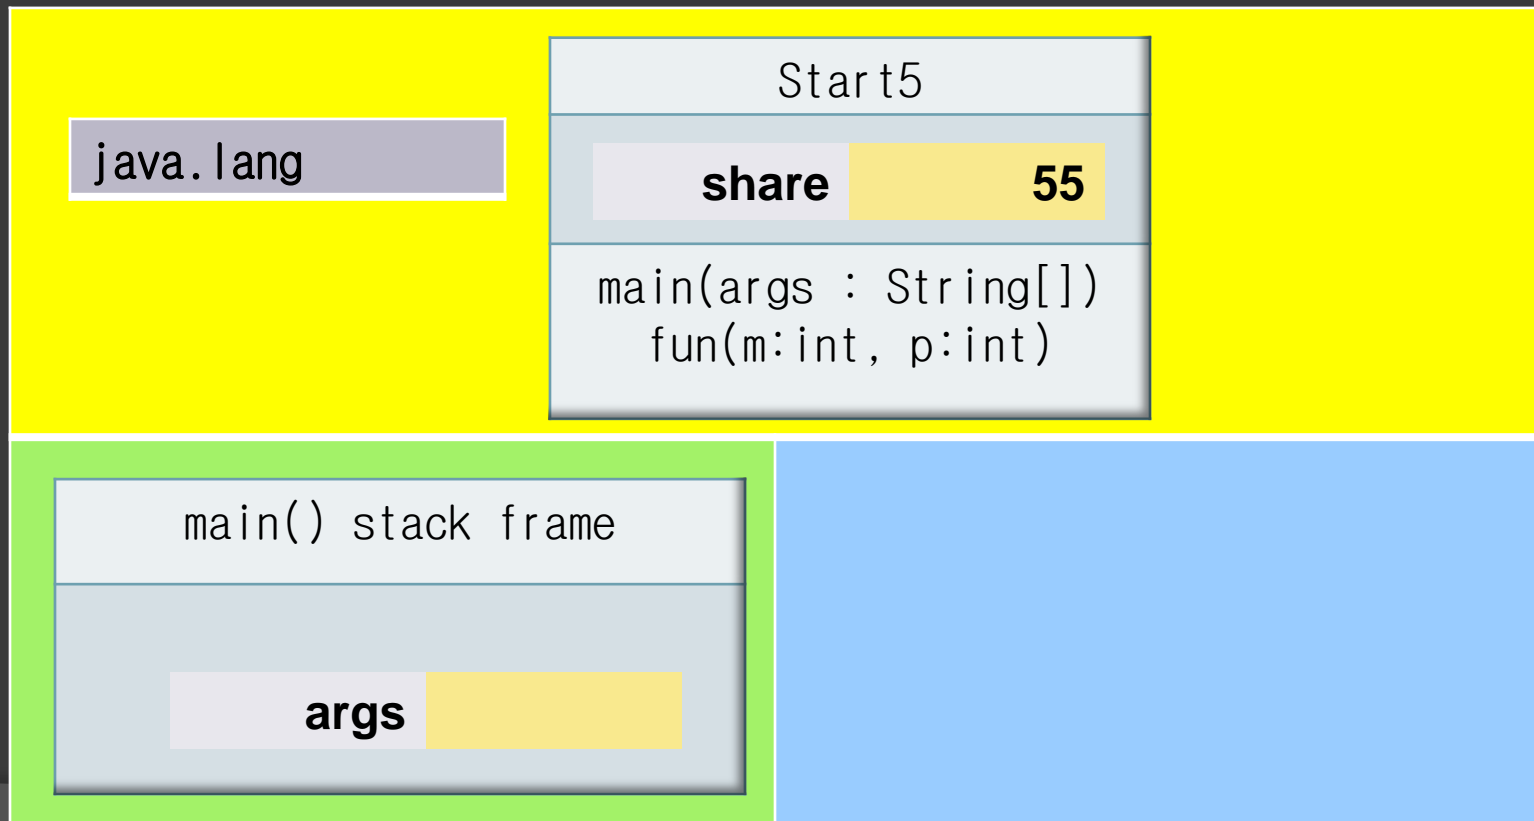 Start5
java.lang
share 55
main(args : String[])
fun(m:int, p:int)
main() stack frame
args